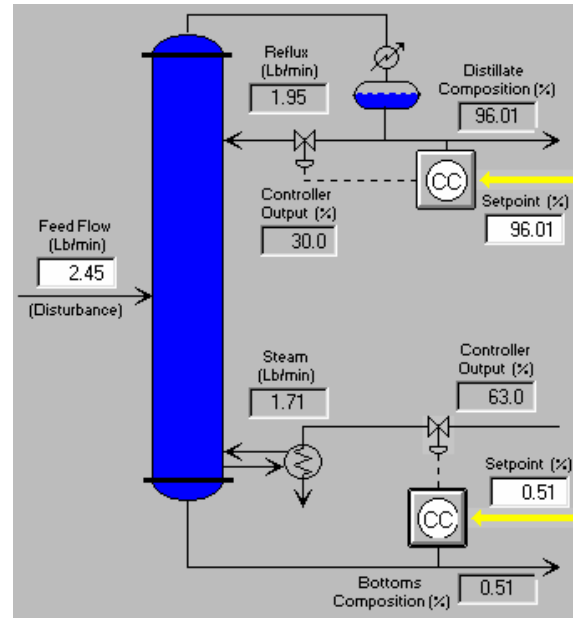 Reflux
(Lb/min)
1.95
Distillate
Composition (%)
96.01
CC
Controller
Output (%)
30.0
Setpoint (%)
96.01
Feed Flow
(Lb/min)
2.45
(Disturbance)
Steam
(Lb/min)
1.71
Controller
Output (%)
63.0
Setpoint (%)
0.51
CC
Bottoms
Composition (%)
0.51